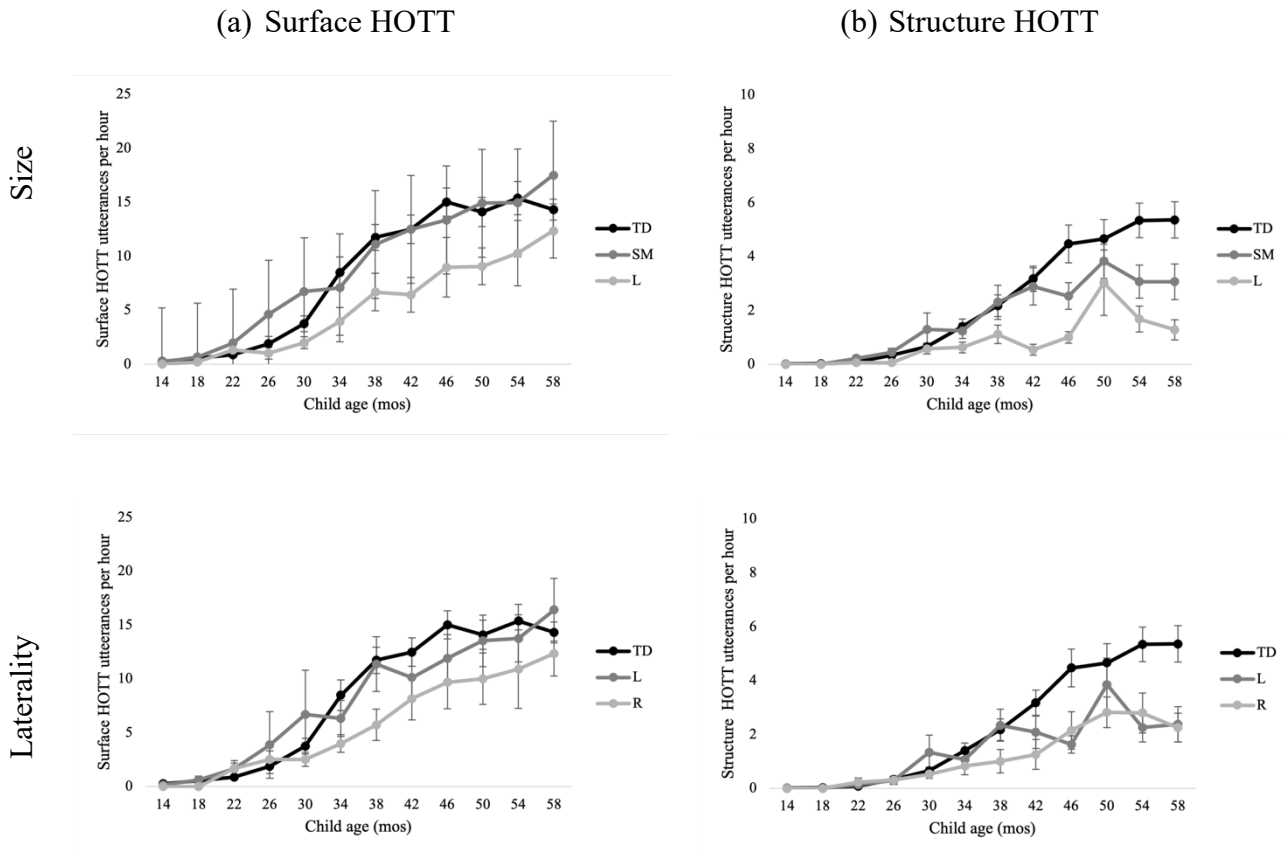 (a) Surface HOTT
(b) Structure HOTT
Size
Surface HOTT utteerances per hour
25
20
15
10
5
0
14 18 22 26 30 34 38 42 46 50 54 58
Child age (mos)
TD
SM
L
Structure HOTT utteerances per hour
10
8
6
4
2
0
14 18 22 26 30 34 38 42 46 50 54 58
Child age (mos)
TD
SM
L
Laterality
Surface HOTT utteerances per hour
25
20
15
10
5
0
14 18 22 26 30 34 38 42 46 50 54 58
Child age (mos)
TD
L
R
Structure HOTT utteerances per hour
10
8
6
4
2
0
14 18 22 26 30 34 38 42 46 50 54 58
Child age (mos)
TD
L
R